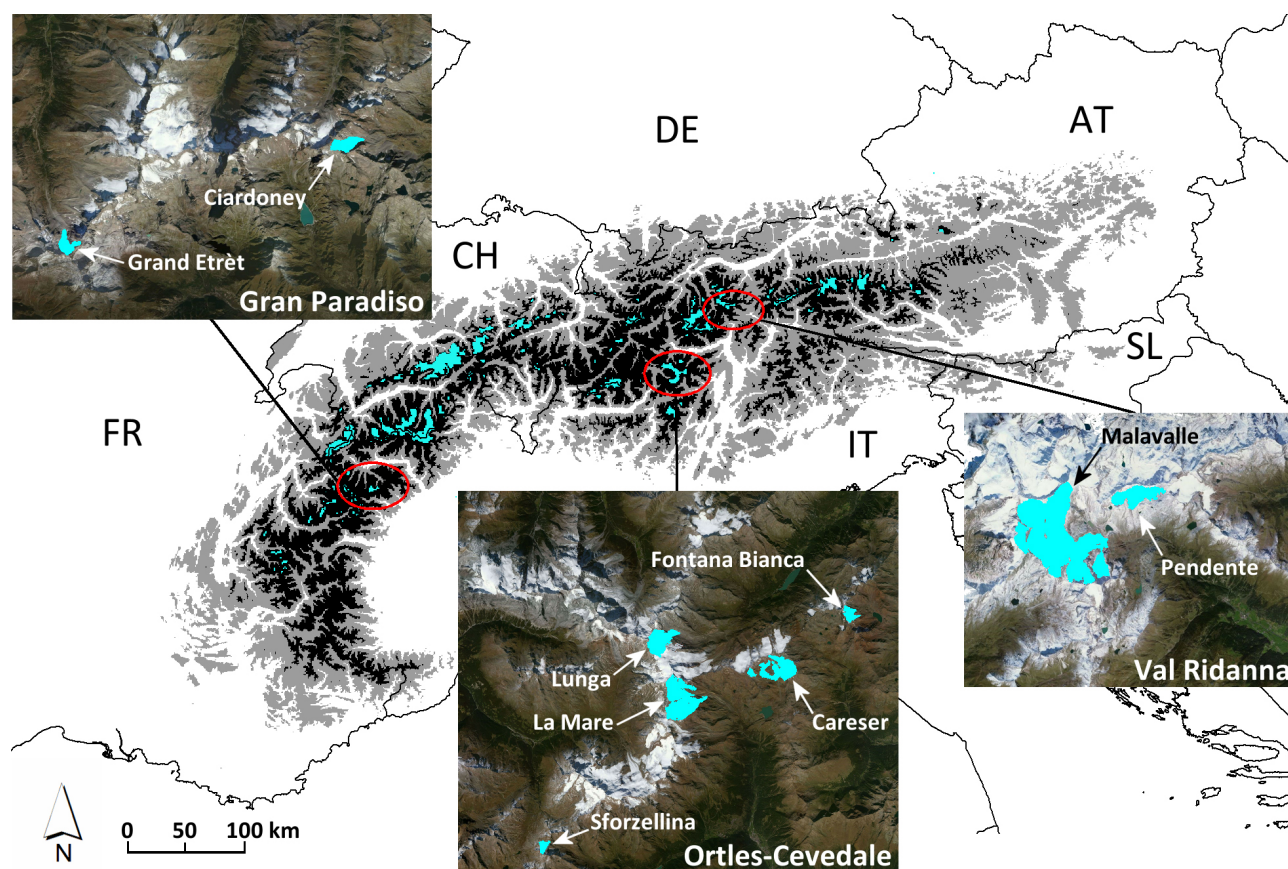 DE
AT
Ciardoney
Grand Etrèt
Gran Paradiso
CH
SL
FR
IT
Malavalle
Pendente
Val Ridanna
Fontana Bianca
Lunga
La Mare
Careser
Sforzellina
Ortles-Cevedale
N
0 50 100 km